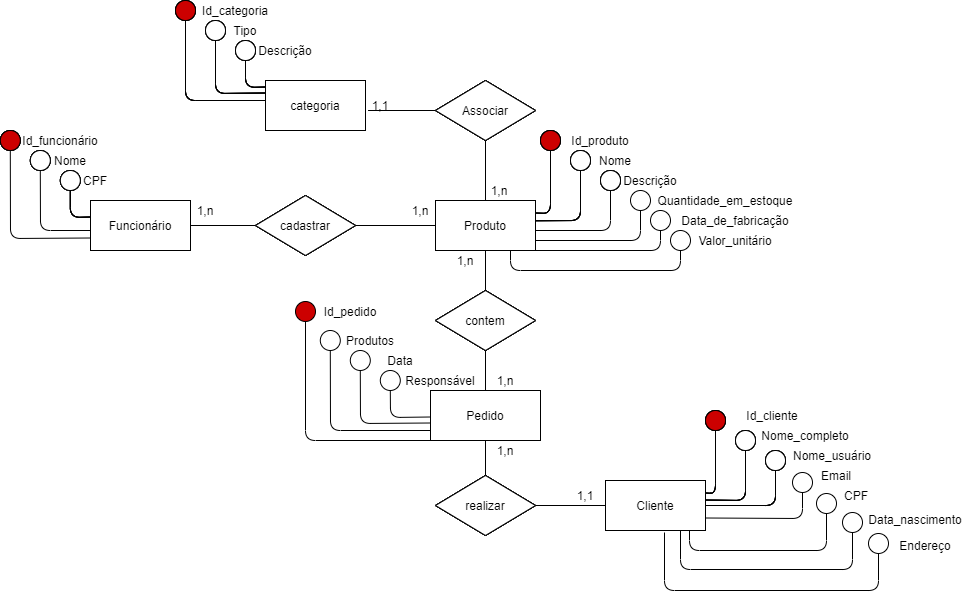 Id_categoria
Tipo
Descrição
categoria
1,1
Associar
Id_funcionário
Nome
CPF
Funcionário
1,n
cadastrar
1,n
Id_produto
Nome
Descrição
Quantidade_em_estoque
Data_de_fabricação
Valor_unitário
1,n
Produto
1,n
contem
Id_pedido
Produtos
Data
Responsável
1,n
Pedido
1,n
realizar
1,1
Id_cliente
Nome_completo
Nome_usuário
Email
CPF
Data_nascimento
Endereço
Cliente